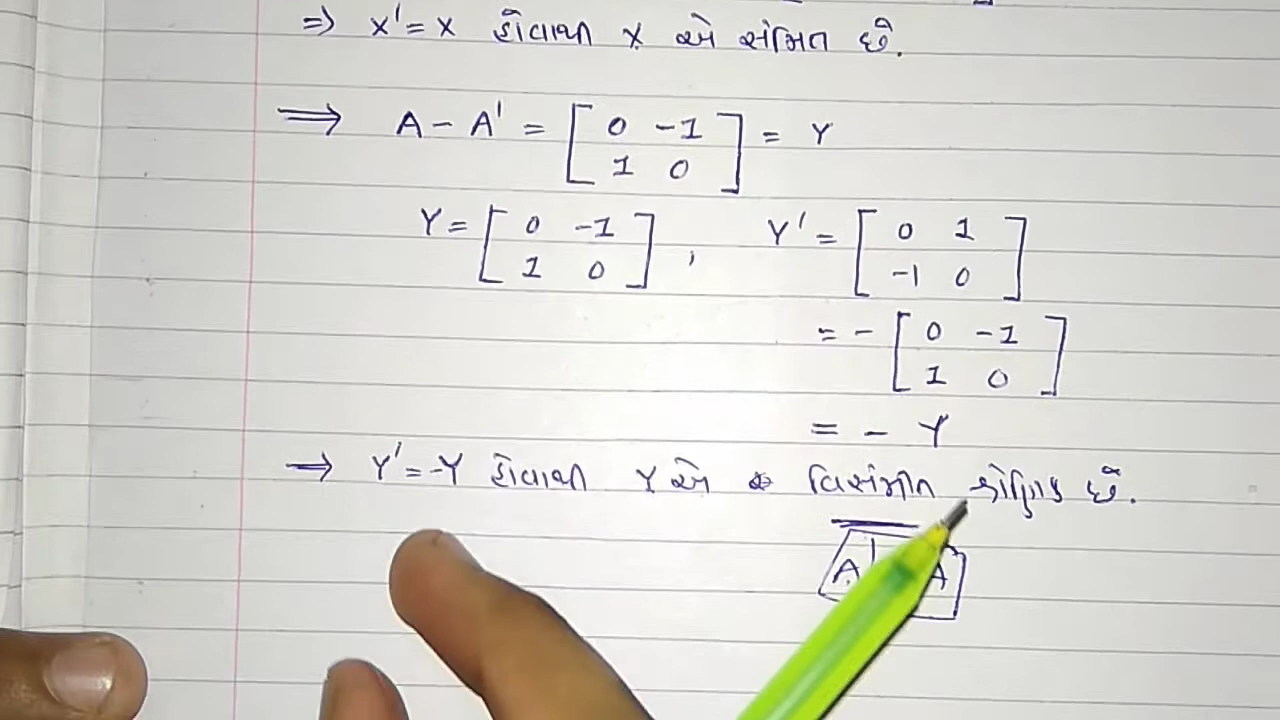 ⇒ X' = X હોવાથી X એ સંમિત છે.
⇒ A - A' = [ 0 -1 ] = Y
[ 1 0 ]
Y = [ 0 -1 ] , Y' = [ 0 1 ]
[ 1 0 ] [ -1 0 ]
= - [ 0 -1 ]
[ 1 0 ]
= - Y
⇒ Y' = -Y હોવાથી Y એ વિસંમીત શ્રેણિક છે.
A' A